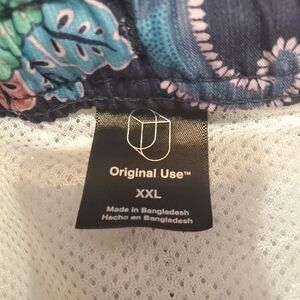 Original Use™
XXL
Made in Bangladesh
Hecho en Bangladesh